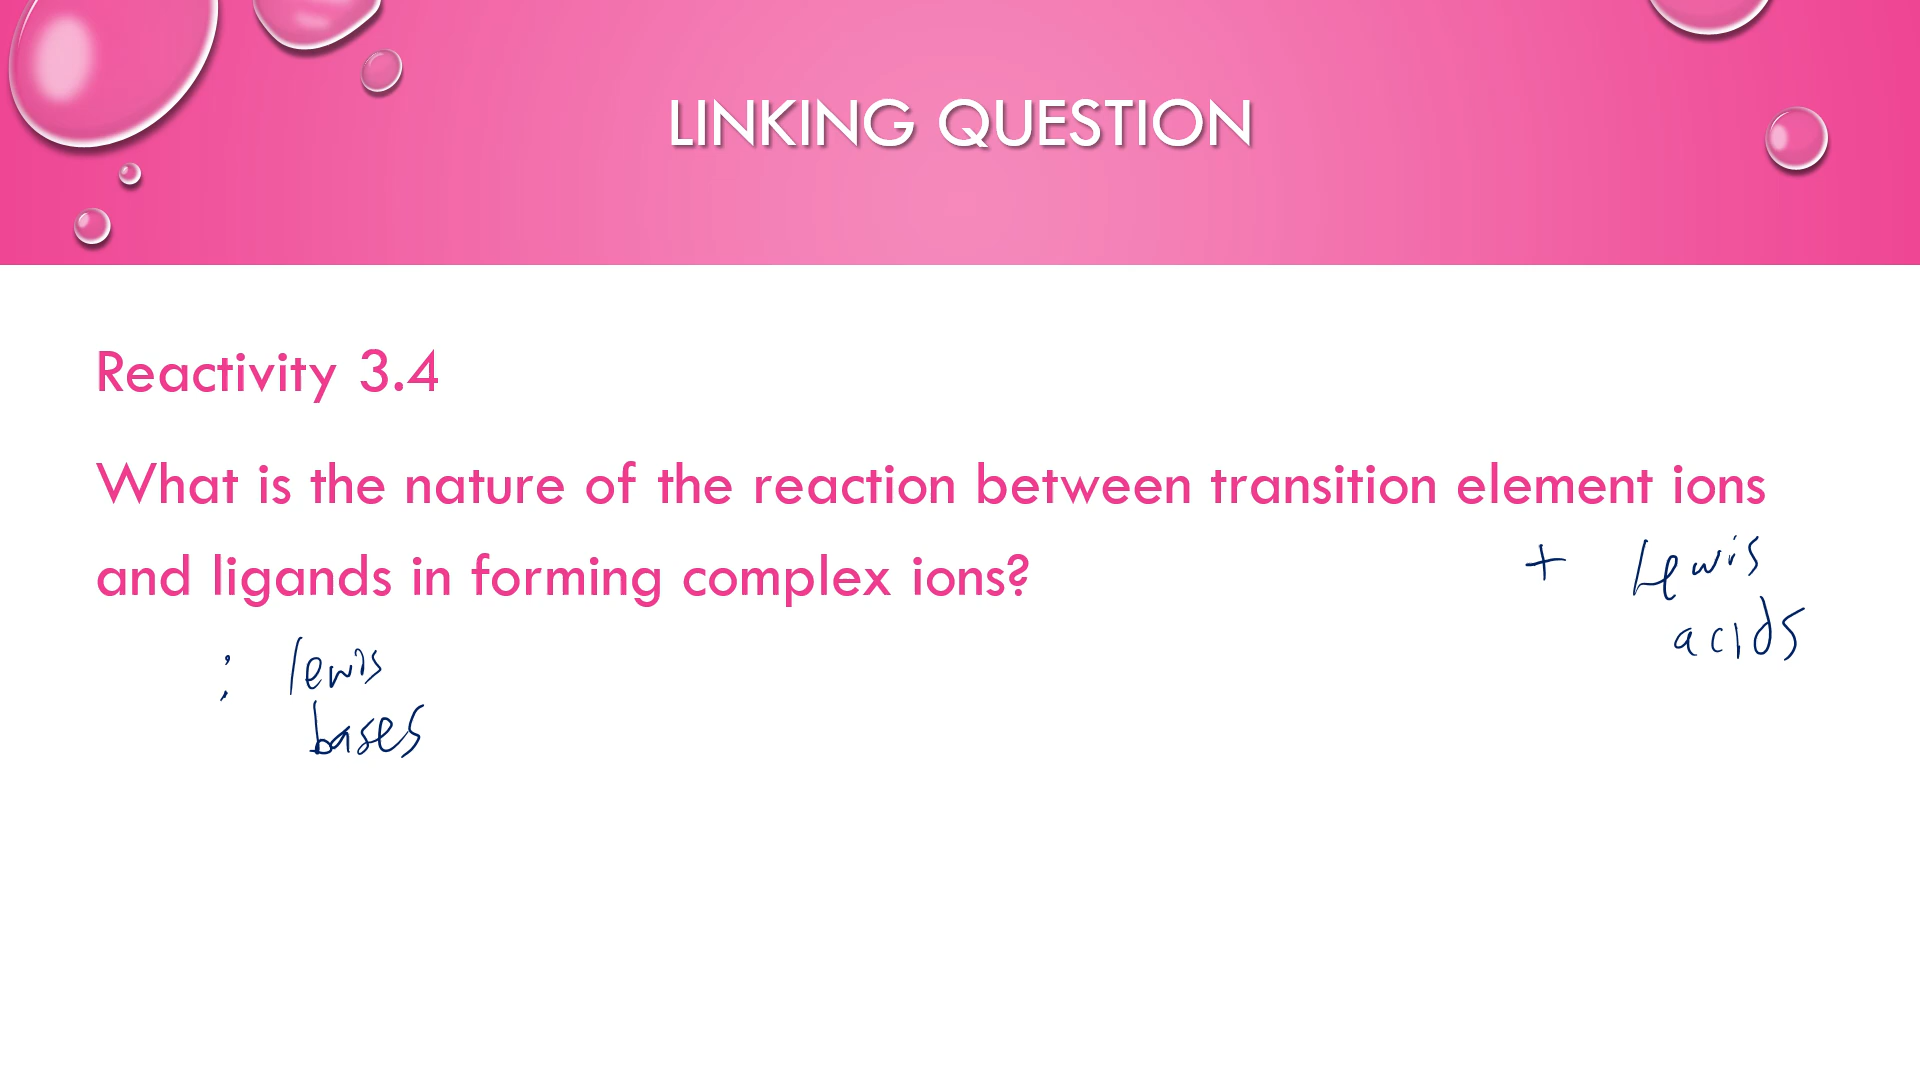 LINKING QUESTION
Reactivity 3.4
What is the nature of the reaction between transition element ions
and ligands in forming complex ions?
+ Lewis
acids
: lewis
bases